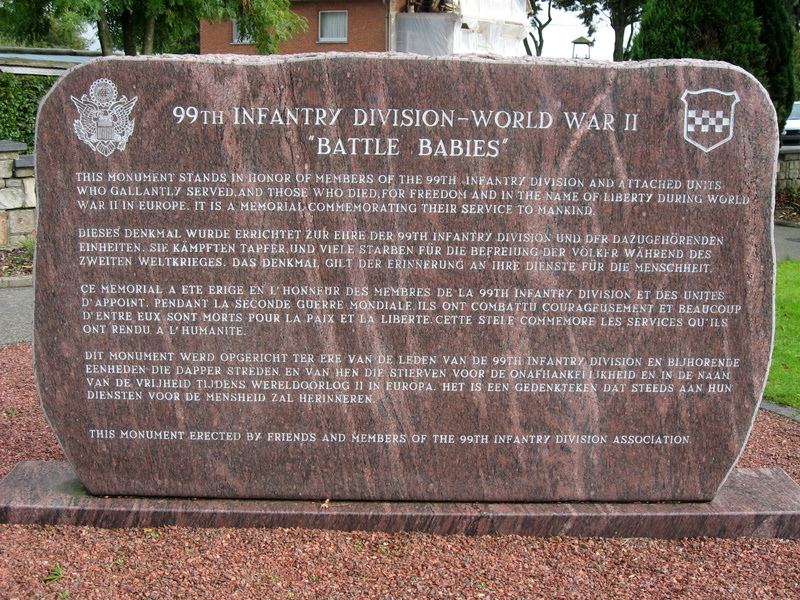 99TH INFANTRY DIVISION-WORLD WAR II
"BATTLE BABIES"
THIS MONUMENT STANDS IN HONOR OF MEMBERS OF THE 99TH INFANTRY DIVISION AND ATTACHED UNITS
WHO GALLANTLY SERVED, AND THOSE WHO DIED, FOR FREEDOM AND IN THE NAME OF LIBERTY DURING WORLD
WAR II IN EUROPE. IT IS A MEMORIAL COMMEMORATING THEIR SERVICE TO MANKIND.
DIESES DENKMAL WURDE ERRICHTET ZUR EHRE DER 99TH INFANTRY DIVISION UND DER DAZUGEHÖRENDEN
EINHEITEN. SIE KÄMPFTEN TAPFER, UND VIELE STARBEN FÜR DIE BEFREIUNG DER VÖLKER WÄHREND DES
ZWEITEN WELTKRIEGES. DAS DENKMAL GILT DER ERINNERUNG AN IHRE DIENSTE FÜR DIE MENSCHHEIT.
ÇE MEMORIAL A ETE ERIGE EN L'HONNEUR DES MEMBRES DE LA 99TH INFANTRY DIVISION ET DES UNITES
D'APPOINT. PENDANT LA SECONDE GUERRE MONDIALE, ILS ONT COMBATTU COURAGEUSEMENT ET BEAUCOUP
D'ENTRE EUX SONT MORTS POUR LA PAIX ET LA LIBERTE. CETTE STELE COMMEMORE LES SERVICES QU'ILS
ONT RENDU A L'HUMANITE.
DIT MONUMENT WERD OPGERICHT TER ERE VAN DE LEDEN VAN DE 99TH INFANTRY DIVISION EN BIJHORENDE
EENHEDEN DIE DAPPER STREDEN EN VAN HEN DIE STIERVEN VOOR DE ONAFHANKELIJKHEID EN IN DE NAAM
VAN DE VRIJHEID TIJDENS WERELDOORLOG II IN EUROPA. HET IS EEN GEDENKTEKEN DAT STEEDS AAN HUN
DIENSTEN VOOR DE MENSHEID ZAL HERINNEREN.
THIS MONUMENT ERECTED BY FRIENDS AND MEMBERS OF THE 99TH INFANTRY DIVISION ASSOCIATION.